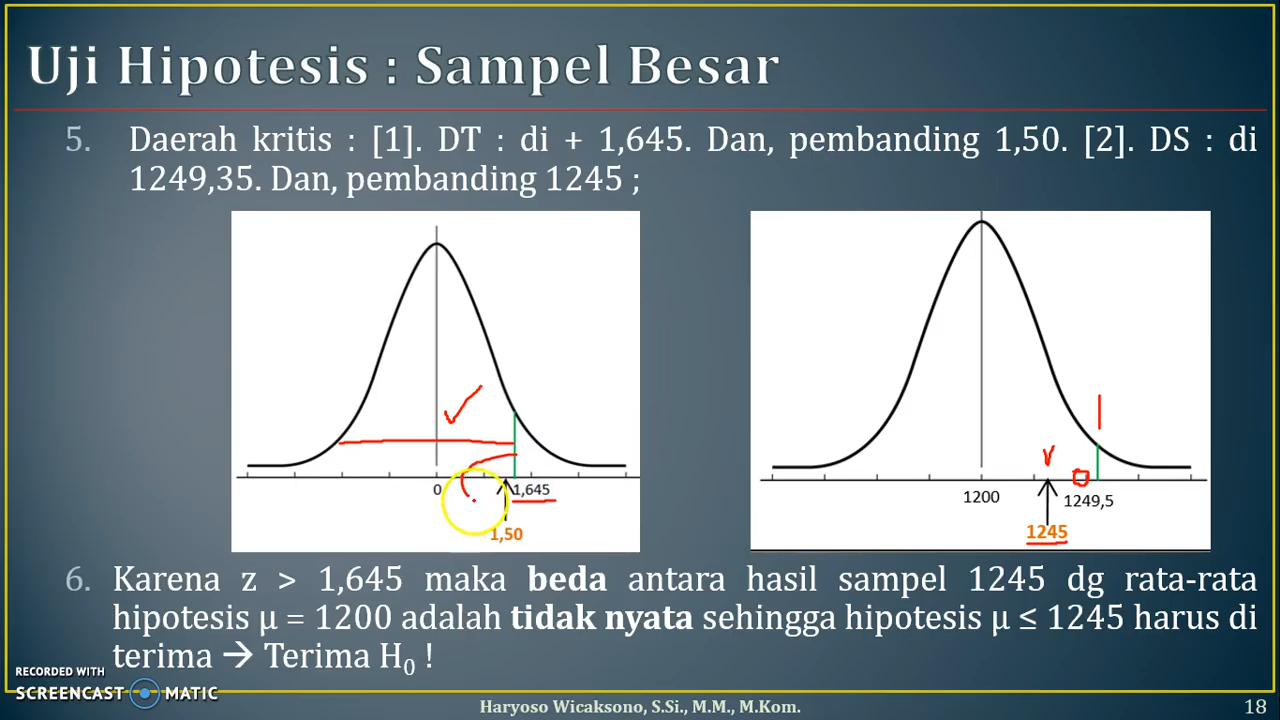 Uji Hipotesis : Sampel Besar
5. Daerah kritis : [1]. DT : di + 1,645. Dan, pembanding 1,50. [2]. DS : di
1249,35. Dan, pembanding 1245 ;
0
1,645
1,50
1200
1249,5
1245
6. Karena z > 1,645 maka beda antara hasil sampel 1245 dg rata-rata
hipotesis μ = 1200 adalah tidak nyata sehingga hipotesis μ ≤ 1245 harus di
terima → Terima H₀ !
RECORDED WITH
SCREENCAST MATIC
Haryoso Wicaksono, S.Si., M.M., M.Kom.
18